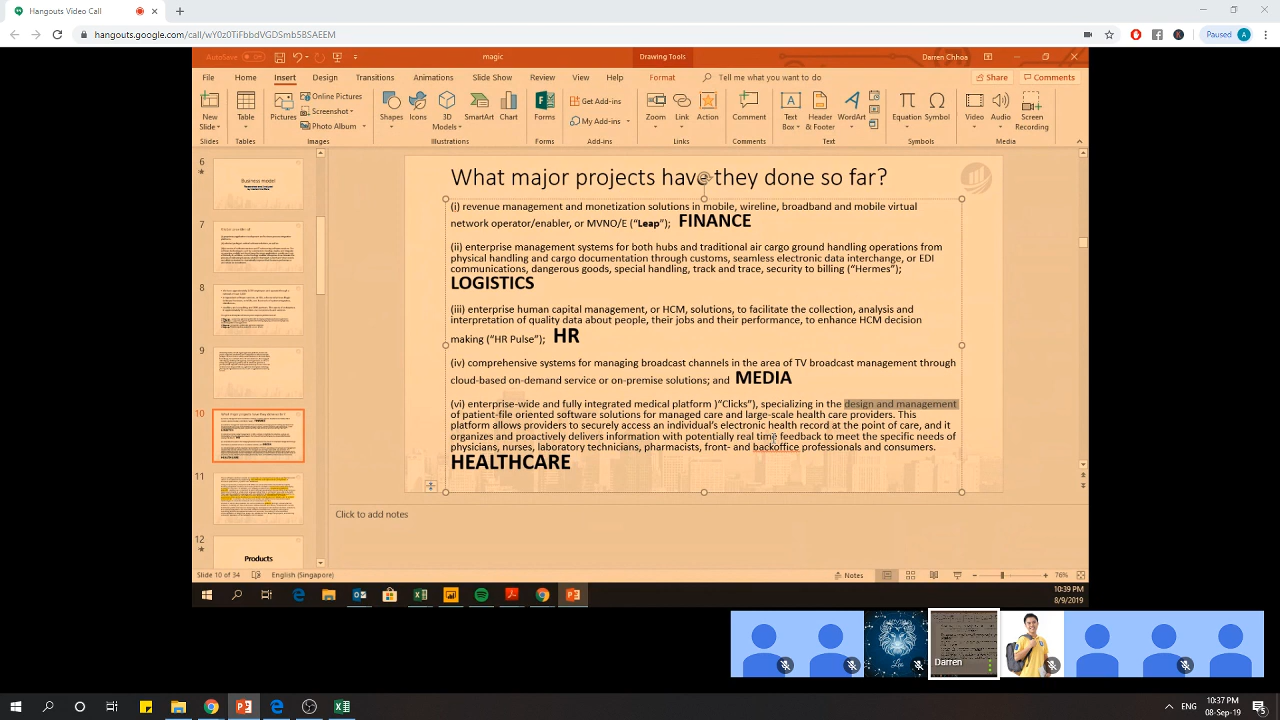 Hangouts Video Call
hangouts.google.com/call/wY0z0TiFbbdVGDSmb5BSAEEM
Paused A
AutoSave Off
magic
Drawing Tools
Darren Chhoa
File Home Insert Design Transitions Animations Slide Show Review View Help Format Tell me what you want to do
Share Comments
New Slide
Table
Pictures
Online Pictures
Screenshot
Photo Album
Shapes
Icons
3D Models
SmartArt
Chart
Forms
Get Add-ins
My Add-ins
Zoom
Link
Action
Comment
Text Box
Header & Footer
WordArt
Equation
Symbol
Video
Audio
Screen Recording
Slides Tables Images Illustrations Forms Add-ins Links Comments Text Symbols Media
6
Business model
7
8
9
10
11
12
Products
What major projects have they done so far?
(i) revenue management and monetization solutions in mobile, wireline, broadband and mobile virtual
network operator/enabler, or MVNO/E (“Leap”); FINANCE
(ii) enterprise management systems for both hub and traditional air cargo ground handling operations from
physical handling and cargo documentation through customs, seamless electronic data interchange, or EDI
communications, dangerous goods, special handling, track and trace, security to billing (“Hermes”);
LOGISTICS
(iii) enterprise human capital management, or HCM, solutions, to facilitate the collection, analysis and
interpretation of quality data about people, their jobs and their performance, to enhance HCM decision
making (“HR Pulse”); HR
(iv) comprehensive systems for managing broadcast channels in the area of TV broadcast management through
cloud-based on-demand service or on-premise solutions; and MEDIA
(vi) enterprise-wide and fully integrated medical platform )“Clicks”), specializing in the design and management
of patient-file oriented software solutions for managed care and large-scale health care providers. This
platform allows providers to securely access an individual’s electronic health record at the point of care, and it
organizes and proactively delivers information with potentially real time feedback to meet the specific needs of
physicians, nurses, laboratory technicians, pharmacists, front- and backoffice professionals and consumers.
HEALTHCARE
Click to add notes
Slide 10 of 34 English (Singapore)
Notes
76%
10:39 PM
8/9/2019
Leo
Darren
10:37 PM
08-Sep-19
ENG